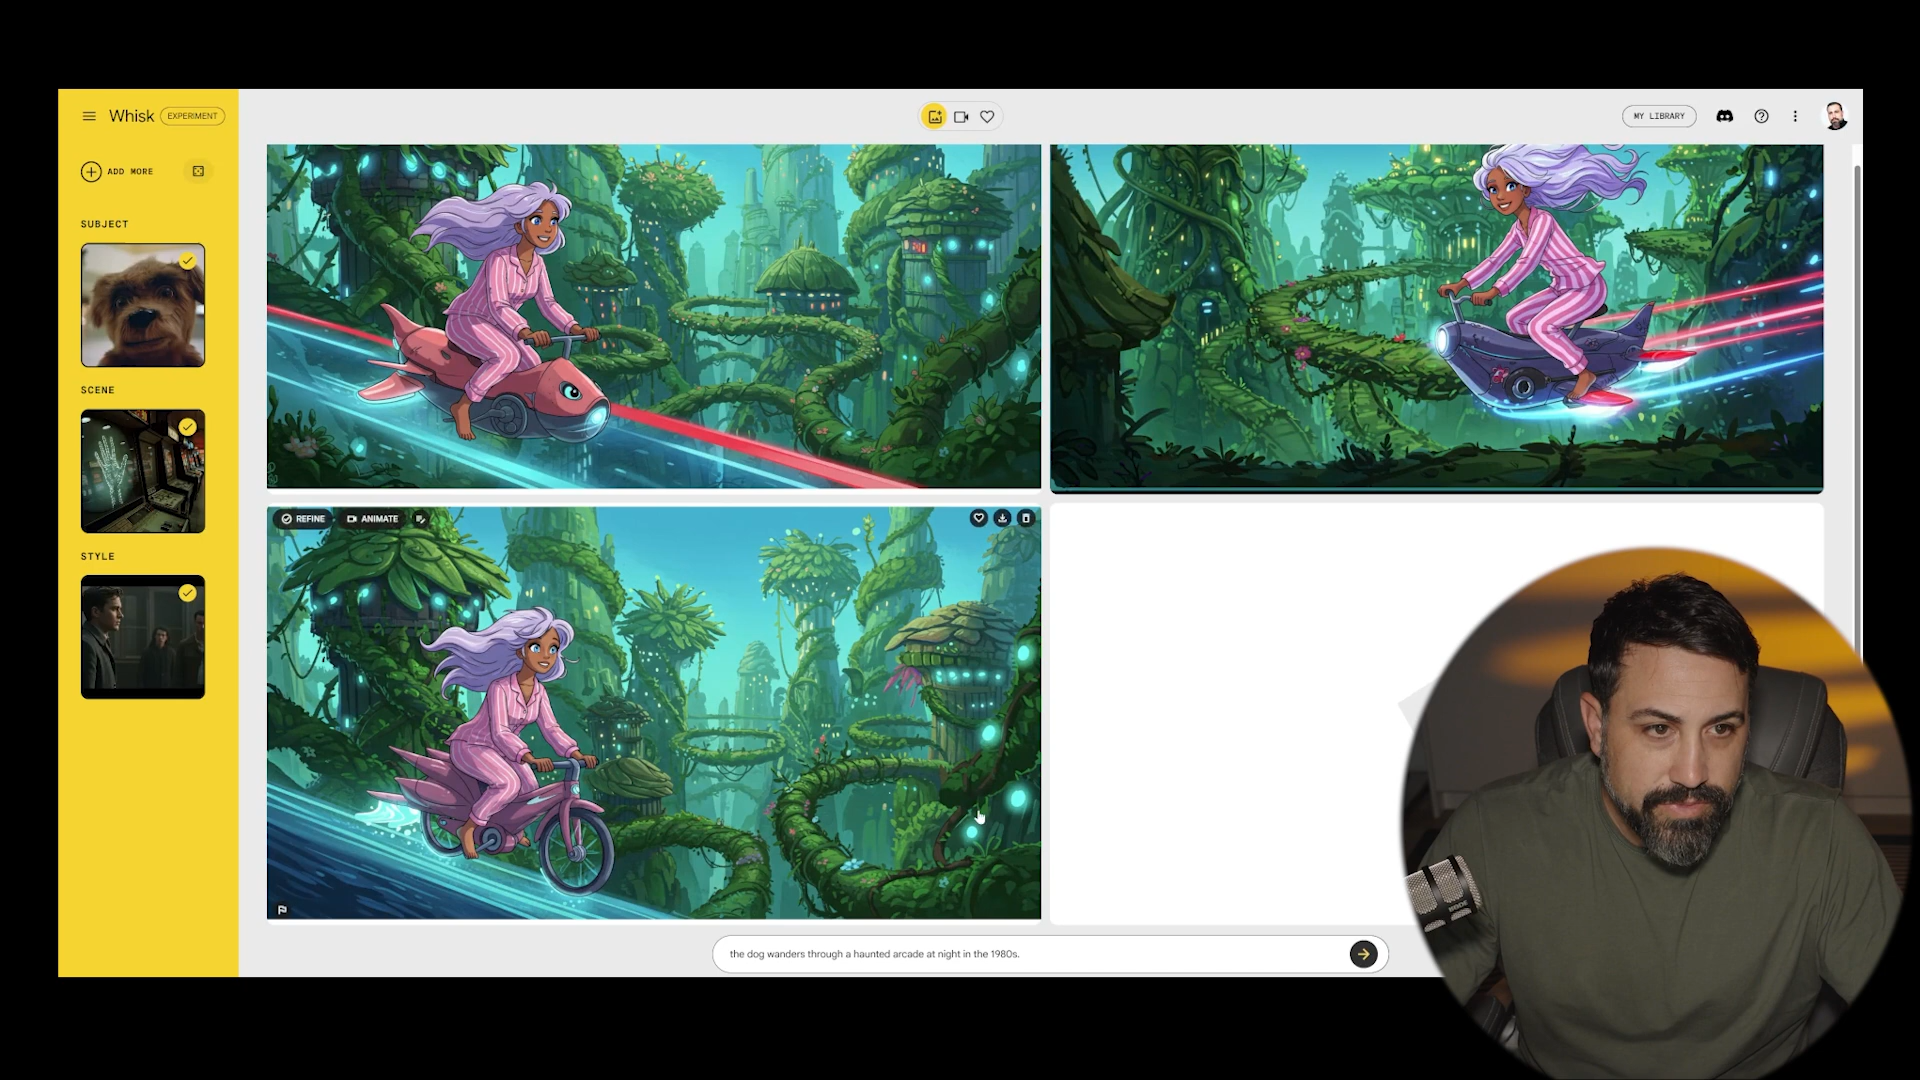 Whisk EXPERIMENT
MY LIBRARY
ADD MORE
SUBJECT
SCENE
STYLE
REFINE ANIMATE
the dog wanders through a haunted arcade at night in the 1980s.
RODE